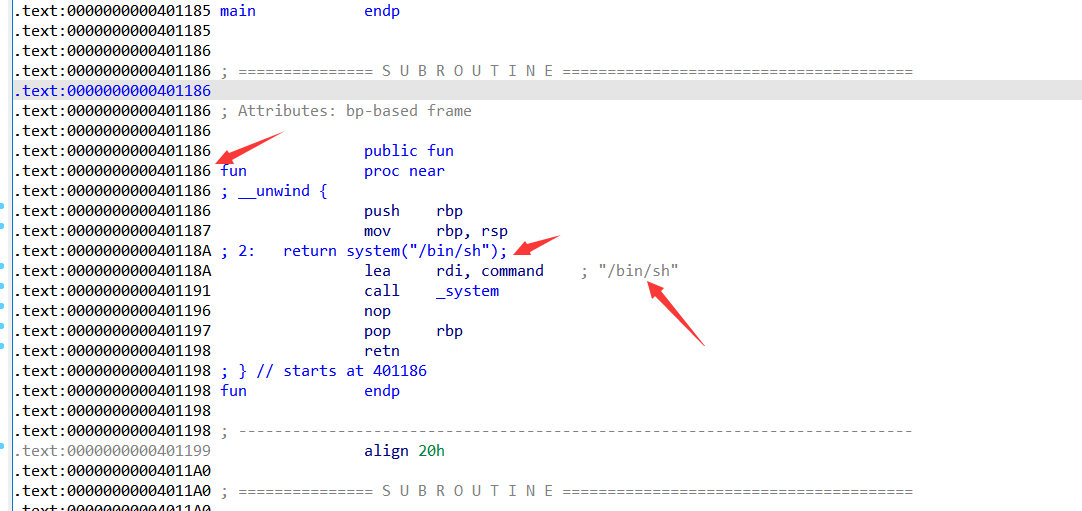 .text:0000000000401185 main endp
.text:0000000000401185
.text:0000000000401186
.text:0000000000401186 ; =============== S U B R O U T I N E =======================================
.text:0000000000401186
.text:0000000000401186 ; Attributes: bp-based frame
.text:0000000000401186
.text:0000000000401186 public fun
.text:0000000000401186 fun proc near
.text:0000000000401186 ; __unwind {
.text:0000000000401186 push rbp
.text:0000000000401187 mov rbp, rsp
.text:000000000040118A ; 2: return system("/bin/sh");
.text:000000000040118A lea rdi, command ; "/bin/sh"
.text:0000000000401191 call _system
.text:0000000000401196 nop
.text:0000000000401197 pop rbp
.text:0000000000401198 retn
.text:0000000000401198 ; } // starts at 401186
.text:0000000000401198 fun endp
.text:0000000000401198
.text:0000000000401198 ; ---------------------------------------------------------------------------
.text:0000000000401199 align 20h
.text:00000000004011A0
.text:00000000004011A0 ; =============== S U B R O U T I N E =======================================
.text:00000000004011A0